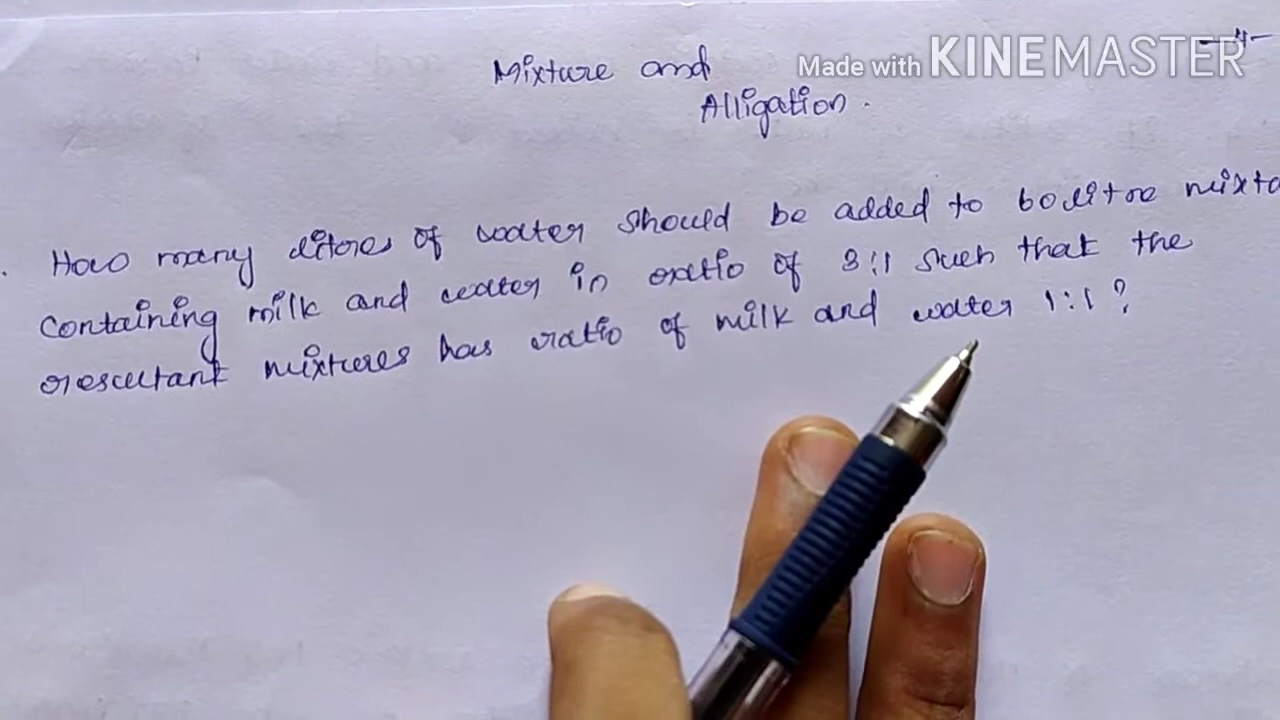 Made with KINEMASTER
Mixture and
Alligation.
How many litres of water should be added to 60 litre mixtu
containing milk and water in ratio of 3:1 such that the
resultant mixtures has ratio of milk and water 1:1?